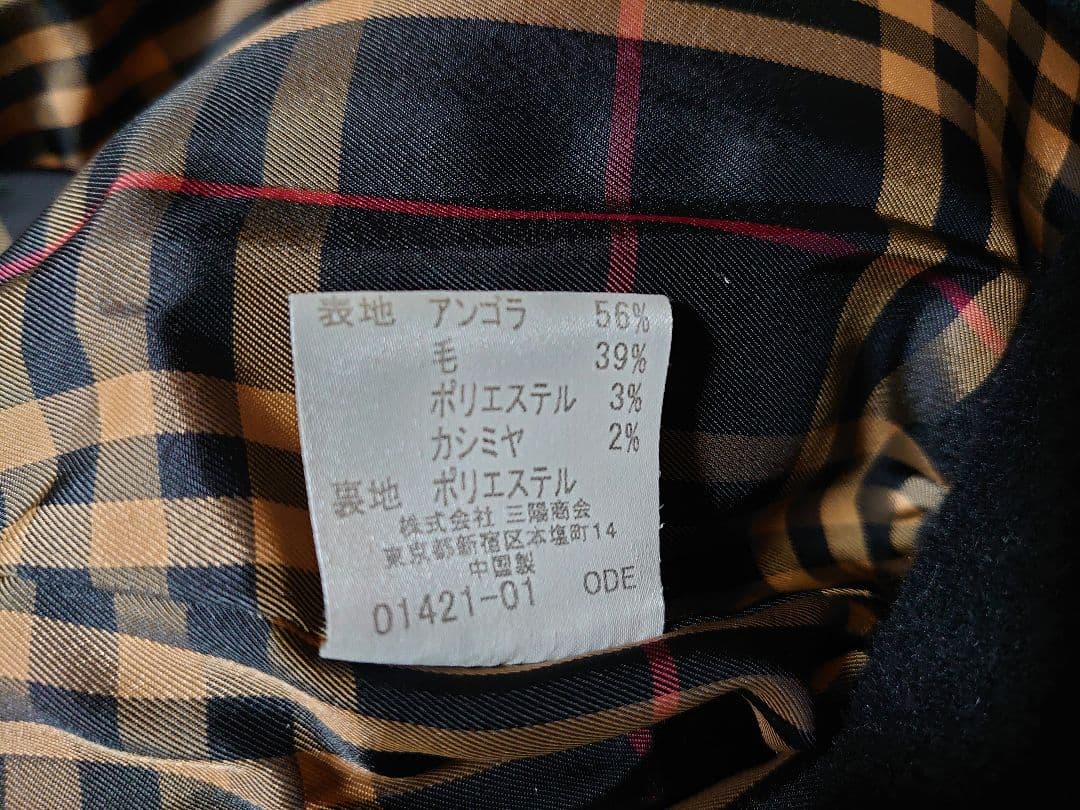 表地 アンゴラ 56%
毛 39%
ポリエステル 3%
カシミヤ 2%
裏地 ポリエステル
株式会社 三陽商会
東京都新宿区本塩町14
中国製
01421-01 ODE